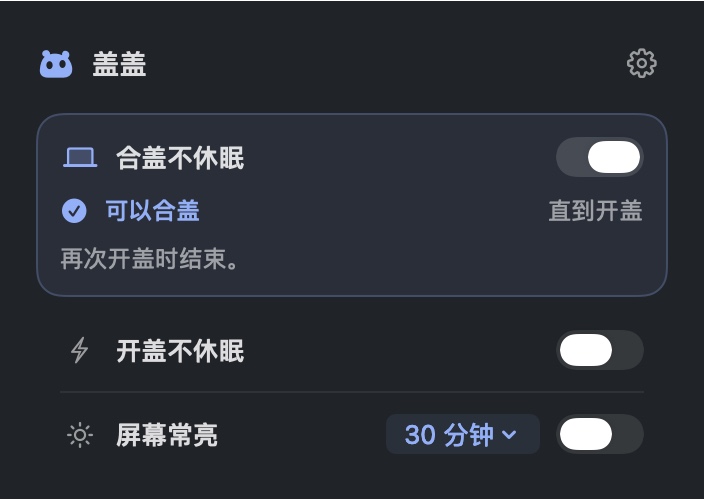 盖盖
合盖不休眠
可以合盖 直到开盖
再次开盖时结束。
开盖不休眠
屏幕常亮 30 分钟